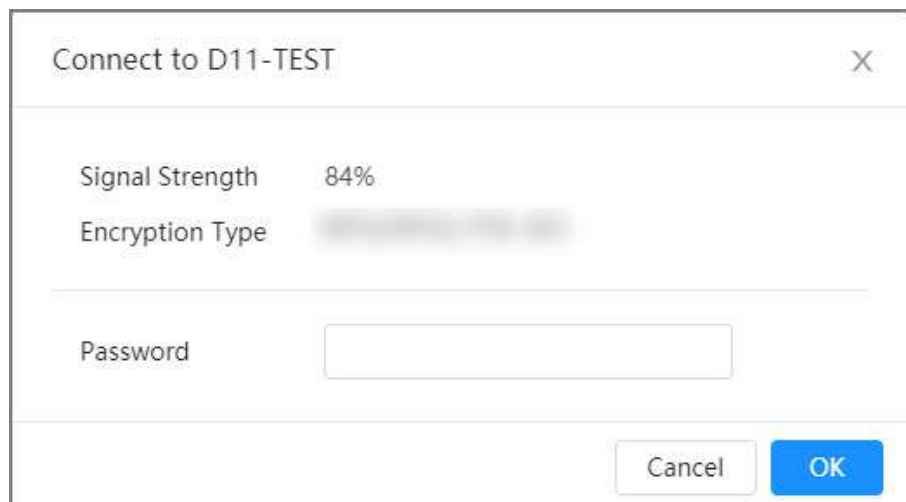 Connect to D11-TEST X
Signal Strength 84%
Encryption Type
Password
Cancel OK